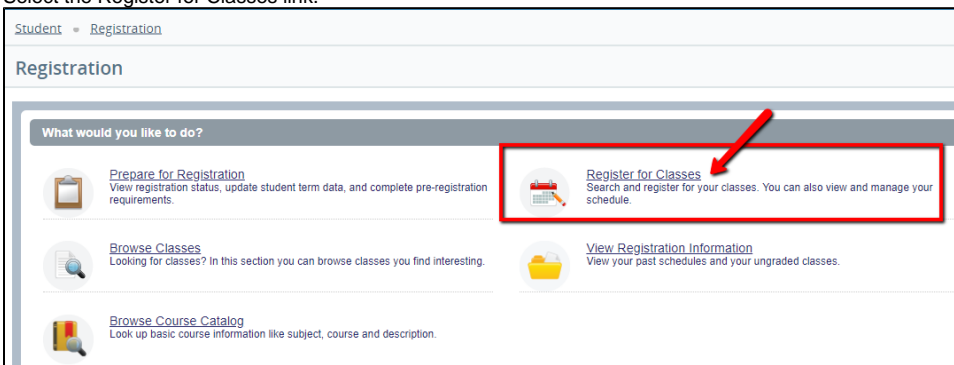 Select the Register for Classes link.
Student • Registration
Registration
What would you like to do?
Prepare for Registration
View registration status, update student term data, and complete pre-registration
requirements.
Register for Classes
Search and register for your classes. You can also view and manage your
schedule.
Browse Classes
Looking for classes? In this section you can browse classes you find interesting.
View Registration Information
View your past schedules and your ungraded classes.
Browse Course Catalog
Look up basic course information like subject, course and description.